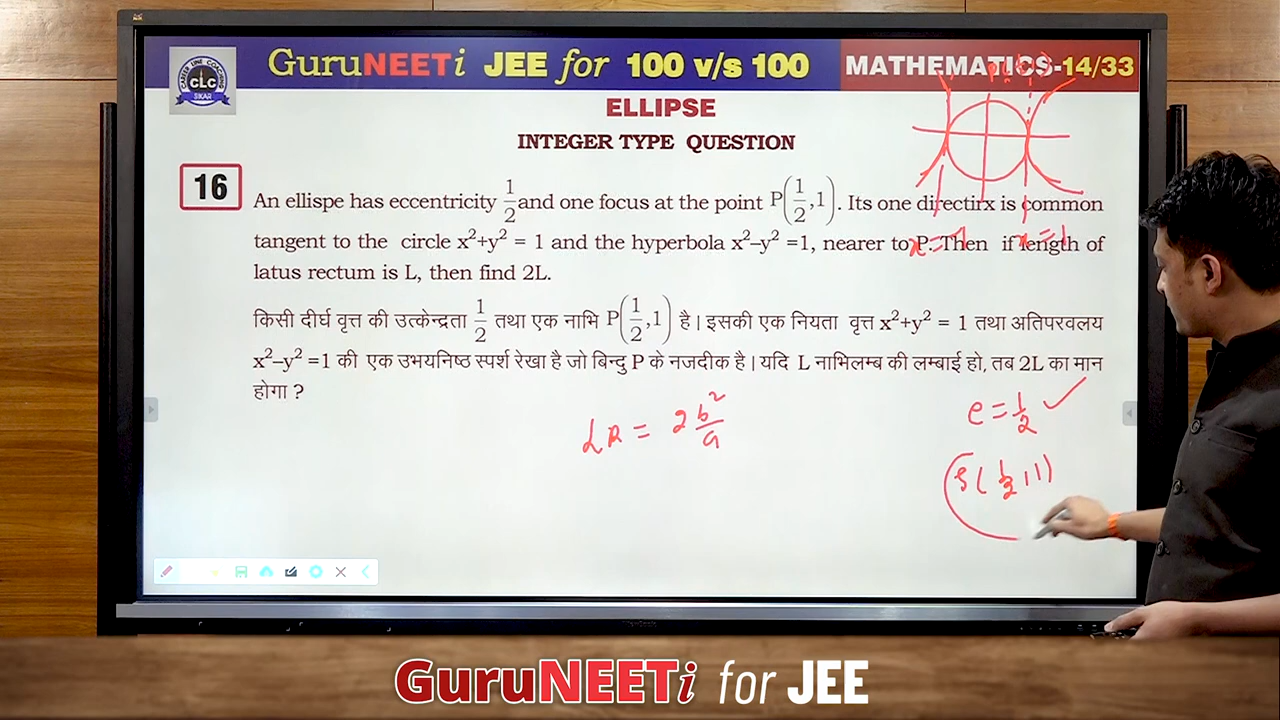 CLC
SIKAR
GuruNEETi JEE for 100 v/s 100
MATHEMATICS-14/33
ELLIPSE
INTEGER TYPE QUESTION
16
An ellispe has eccentricity 1/2 and one focus at the point P(1/2,1). Its one directirx is common
tangent to the circle x²+y² = 1 and the hyperbola x²–y² =1, nearer to P. Then if length of
latus rectum is L, then find 2L.
किसी दीर्घ वृत्त की उत्केन्द्रता 1/2 तथा एक नाभि P(1/2,1) है। इसकी एक नियता वृत्त x²+y² = 1 तथा अतिपरवलय
x²–y² =1 की एक उभयनिष्ठ स्पर्श रेखा है जो बिन्दु P के नजदीक है। यदि L नाभिलम्ब की लम्बाई हो, तब 2L का मान
होगा ?
x=1
LR = 2b²/a
e = 1/2 ✓
S(1/2,1)
GuruNEETi for JEE